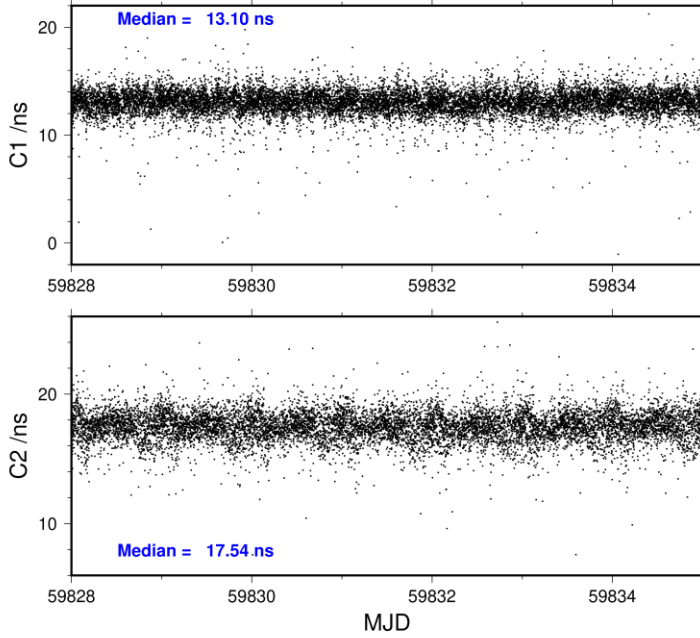 Median = 13.10 ns
20
10
0
C1 /ns
59828 59830 59832 59834
20
10
C2 /ns
Median = 17.54 ns
59828 59830 59832 59834
MJD